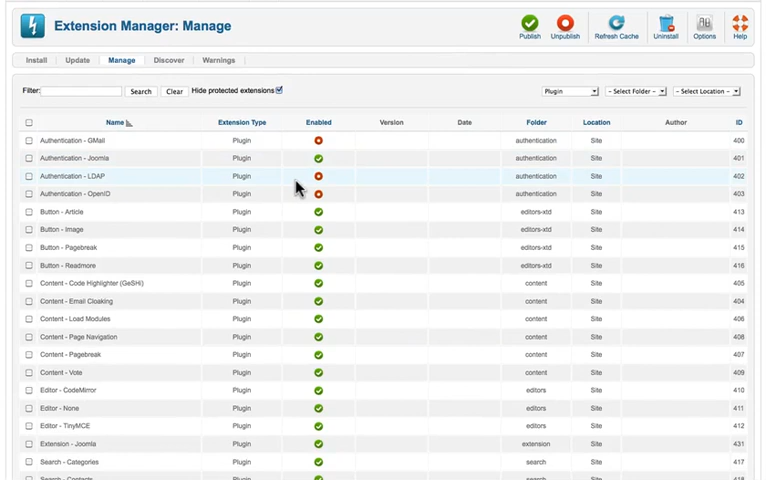 Extension Manager: Manage
Publish Unpublish Refresh Cache Uninstall Options Help
Install Update Manage Discover Warnings
Filter: Search Clear Hide protected extensions Plugin - Select Folder - - Select Location -
Name Extension Type Enabled Version Date Folder Location Author ID
Authentication - GMail Plugin authentication Site 400
Authentication - Joomla Plugin authentication Site 401
Authentication - LDAP Plugin authentication Site 402
Authentication - OpenID Plugin authentication Site 403
Button - Article Plugin editors-xtd Site 413
Button - Image Plugin editors-xtd Site 414
Button - Pagebreak Plugin editors-xtd Site 415
Button - Readmore Plugin editors-xtd Site 416
Content - Code Highlighter (GeSHi) Plugin content Site 405
Content - Email Cloaking Plugin content Site 404
Content - Load Modules Plugin content Site 406
Content - Page Navigation Plugin content Site 408
Content - Pagebreak Plugin content Site 407
Content - Vote Plugin content Site 409
Editor - CodeMirror Plugin editors Site 410
Editor - None Plugin editors Site 411
Editor - TinyMCE Plugin editors Site 412
Extension - Joomla Plugin extension Site 431
Search - Categories Plugin search Site 417
Search - Contacts Plugin search Site 418